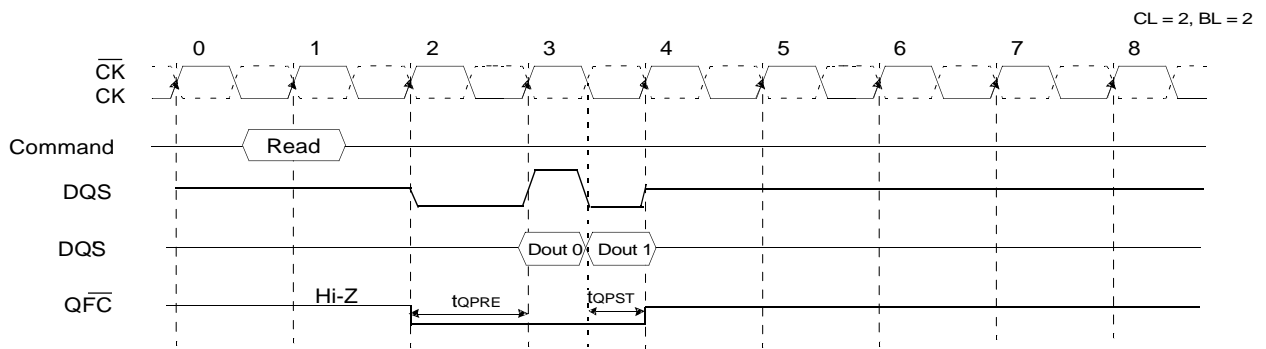 CL = 2, BL = 2
0 1 2 3 4 5 6 7 8
CK
CK
Command Read
DQS
DQS Dout 0 Dout 1
QFC Hi-Z tQPRE tQPST